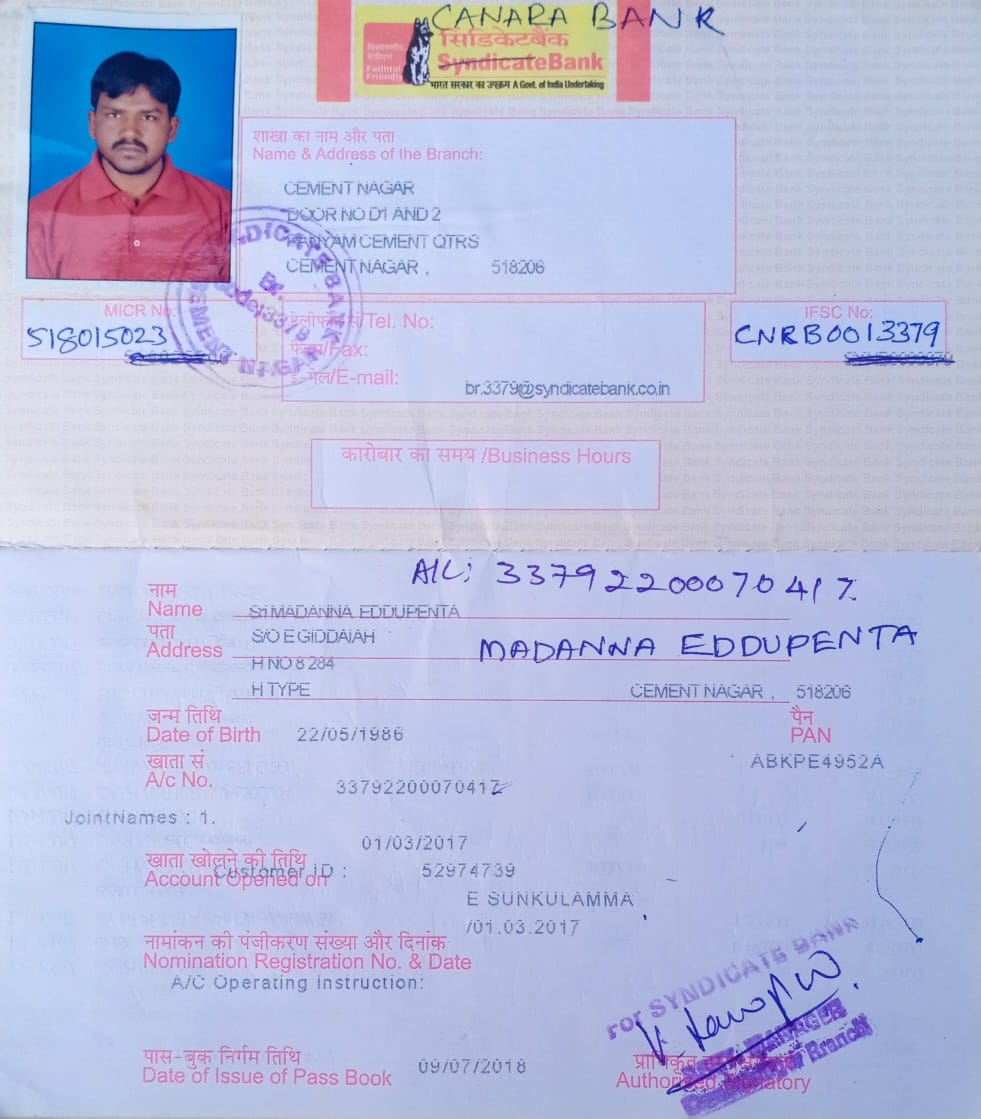 CANARA BANK
विश्वसनीय
Faithful
Friendly
सिंडिकेटबैंक
SyndicateBank
भारत सरकार का उपक्रम A Govt. of India Undertaking
शाखा का नाम और पता
Name & Address of the Branch:
CEMENT NAGAR
DOOR NO D1 AND 2
PANYAM CEMENT QTRS
CEMENT NAGAR , 518206
MICR No:
518015023
टेलीफोन सं/Tel. No:
फैक्स/Fax:
ई-मेल/E-mail:
br.3379@syndicatebank.co.in
IFSC No:
CNRB0013379
कारोबार का समय /Business Hours
A/C: 33792200070417
नाम
Name Sri MADANNA EDDUPENTA
पता
Address S/O E GIDDAIAH
MADANNA EDDUPENTA
H NO 8 284
H TYPE CEMENT NAGAR , 518206
जन्म तिथि
Date of Birth 22/05/1986
पैन
PAN
ABKPE4952A
खाता सं.
A/c No. 33792200070417
JointNames : 1.
01/03/2017
खाता खोलने की तिथि
Customer ID : 52974739
Account Opened on
E SUNKULAMMA
/01.03.2017
नामांकन की पंजीकरण संख्या और दिनांक
Nomination Registration No. & Date
A/C Operating Instruction:
For SYNDICATE BANK
MANAGER
Branch
पास-बुक निर्गम तिथि
Date of Issue of Pass Book 09/07/2018
Authorised Signatory